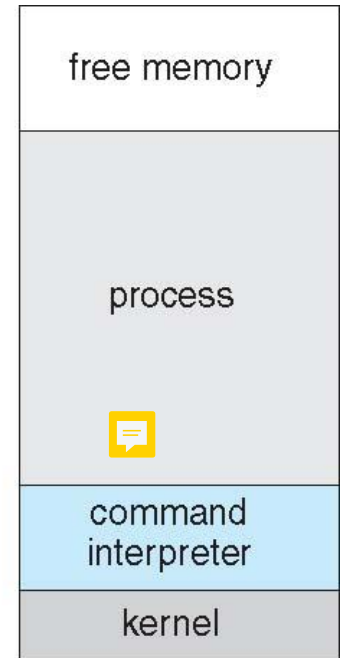 free memory
process
command
interpreter
kernel